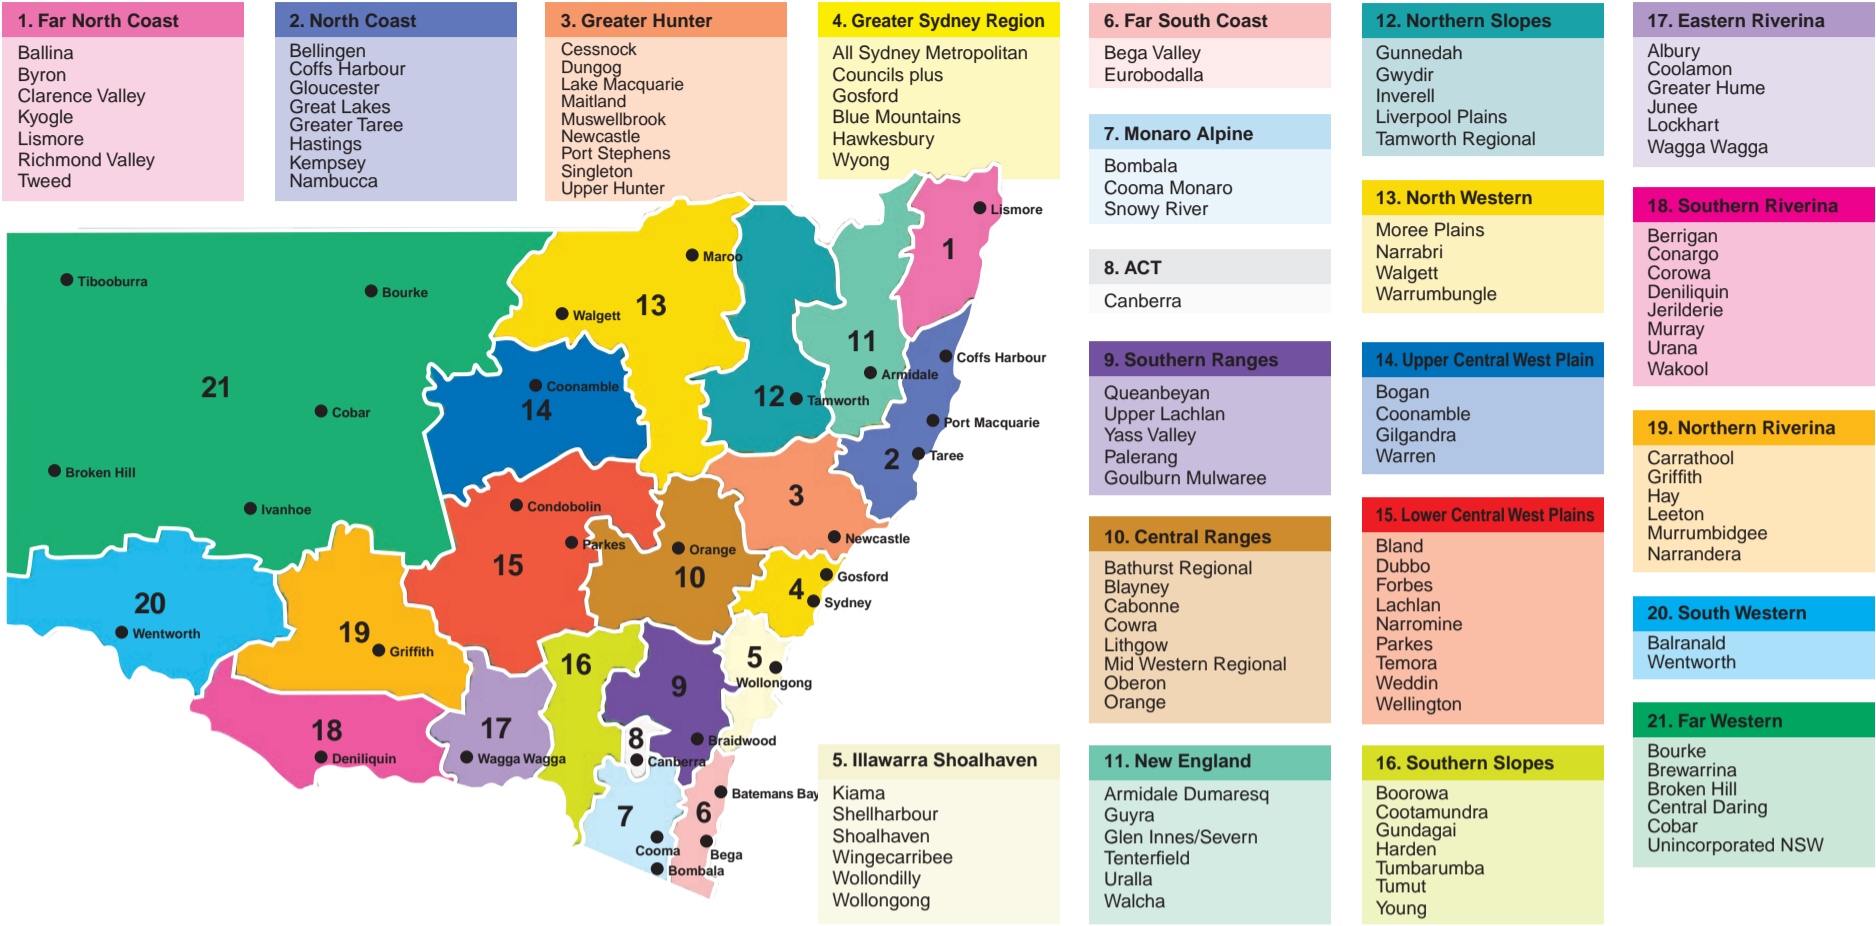 1. Far North Coast
Ballina
Byron
Clarence Valley
Kyogle
Lismore
Richmond Valley
Tweed
2. North Coast
Bellingen
Coffs Harbour
Gloucester
Great Lakes
Greater Taree
Hastings
Kempsey
Nambucca
3. Greater Hunter
Cessnock
Dungog
Lake Macquarie
Maitland
Muswellbrook
Newcastle
Port Stephens
Singleton
Upper Hunter
4. Greater Sydney Region
All Sydney Metropolitan
Councils plus
Gosford
Blue Mountains
Hawkesbury
Wyong
6. Far South Coast
Bega Valley
Eurobodalla
7. Monaro Alpine
Bombala
Cooma Monaro
Snowy River
8. ACT
Canberra
9. Southern Ranges
Queanbeyan
Upper Lachlan
Yass Valley
Palerang
Goulburn Mulwaree
10. Central Ranges
Bathurst Regional
Blayney
Cabonne
Cowra
Lithgow
Mid Western Regional
Oberon
Orange
11. New England
Armidale Dumaresq
Guyra
Glen Innes/Severn
Tenterfield
Uralla
Walcha
12. Northern Slopes
Gunnedah
Gwydir
Inverell
Liverpool Plains
Tamworth Regional
13. North Western
Moree Plains
Narrabri
Walgett
Warrumbungle
14. Upper Central West Plain
Bogan
Coonamble
Gilgandra
Warren
15. Lower Central West Plains
Bland
Dubbo
Forbes
Lachlan
Narromine
Parkes
Temora
Weddin
Wellington
16. Southern Slopes
Boorowa
Cootamundra
Gundagai
Harden
Tumbarumba
Tumut
Young
17. Eastern Riverina
Albury
Coolamon
Greater Hume
Junee
Lockhart
Wagga Wagga
18. Southern Riverina
Berrigan
Conargo
Corowa
Deniliquin
Jerilderie
Murray
Urana
Wakool
19. Northern Riverina
Carrathool
Griffith
Hay
Leeton
Murrumbidgee
Narrandera
20. South Western
Balranald
Wentworth
21. Far Western
Bourke
Brewarrina
Broken Hill
Central Daring
Cobar
Unincorporated NSW
5. Illawarra Shoalhaven
Kiama
Shellharbour
Shoalhaven
Wingecarribee
Wollondilly
Wollongong
Lismore
1
Maroo
Tibooburra
Bourke
13
Walgett
11
Coffs Harbour
Armidale
21
Coonamble
12
Tamworth
14
Cobar
Port Macquarie
2
Taree
Broken Hill
3
Ivanhoe
Condobolin
Newcastle
Parkes
Orange
15
10
Gosford
4
Sydney
20
Wentworth
19
Griffith
16
5
Wollongong
9
18
17
8
Braidwood
Deniliquin
Wagga Wagga
Canberra
Batemans Bay
7
6
Cooma
Bega
Bombala